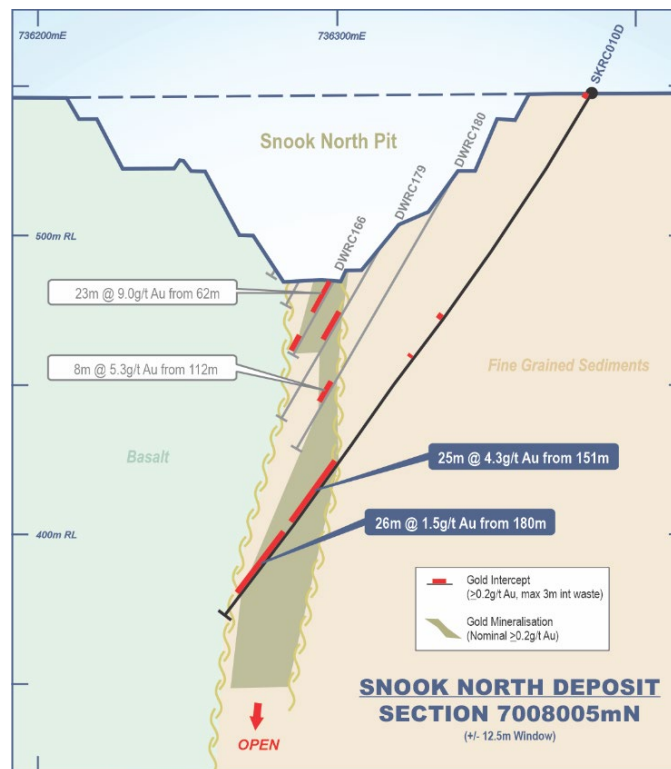 736200mE
736300mE
SKRC010D
Snook North Pit
DWRC180
DWRC179
DWRC166
500m RL
23m @ 9.0g/t Au from 62m
8m @ 5.3g/t Au from 112m
Fine Grained Sediments
Basalt
25m @ 4.3g/t Au from 151m
26m @ 1.5g/t Au from 180m
400m RL
Gold Intercept
(≥0.2g/t Au, max 3m int waste)
Gold Mineralisation
(Nominal ≥0.2g/t Au)
SNOOK NORTH DEPOSIT
SECTION 7008005mN
(+/- 12.5m Window)
OPEN